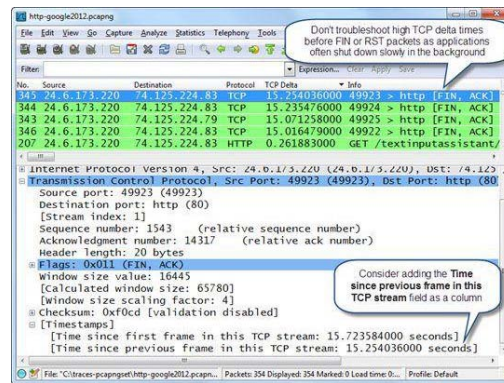 http-google2012.pcapng
Don't troubleshoot high TCP delta times
before FIN or RST packets as applications
often shut down slowly in the background
File Edit View Go Capture Analyze Statistics Telephony Tools
Filter: Expression... Clear Apply Save
No. Source Destination Protocol TCP Delta Info
345 24.6.173.220 74.125.224.83 TCP 15.254036000 49923 > http [FIN, ACK]
344 24.6.173.220 74.125.224.83 TCP 15.235476000 49924 > http [FIN, ACK]
343 24.6.173.220 74.125.224.79 TCP 15.071258000 49925 > http [FIN, ACK]
346 24.6.173.220 74.125.224.83 TCP 15.016479000 49922 > http [FIN, ACK]
207 24.6.173.220 74.125.224.83 HTTP 0.261883000 GET /textinputassistant/
Internet Protocol Version 4, Src: 24.6.173.220 (24.6.173.220), Dst: 74.125
Transmission Control Protocol, Src Port: 49923 (49923), Dst Port: http (80)
Source port: 49923 (49923)
Destination port: http (80)
[Stream index: 1]
Sequence number: 1543 (relative sequence number)
Acknowledgment number: 14317 (relative ack number)
Header length: 20 bytes
Flags: 0x011 (FIN, ACK)
Window size value: 16445
[Calculated window size: 65780]
[Window size scaling factor: 4]
Checksum: 0xf0cd [validation disabled]
[Timestamps]
[Time since first frame in this TCP stream: 15.723584000 seconds]
[Time since previous frame in this TCP stream: 15.254036000 seconds]
Consider adding the Time
since previous frame in this
TCP stream field as a column
File: "C:\traces-pcapngset\http-google2012.pcapn... Packets: 354 Displayed: 354 Marked: 0 Load time: 0:... Profile: Default